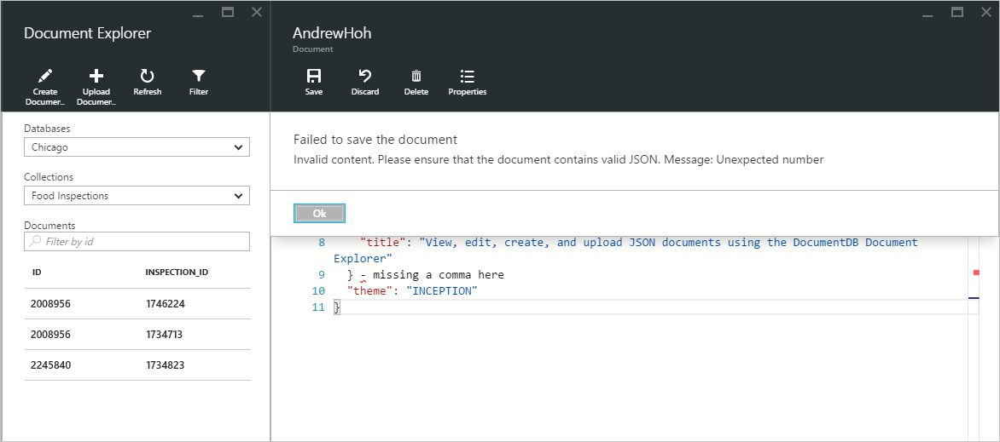 Document Explorer
Create
Documer..
Upload
Documer..
Refresh
Filter
Databases
Chicago
Collections
Food Inspections
Documents
Filter by id
ID INSPECTION_ID
2008956 1746224
2008956 1734713
2245840 1734823
AndrewHoh
Document
Save
Discard
Delete
Properties
Failed to save the document
Invalid content. Please ensure that the document contains valid JSON. Message: Unexpected number
Ok
8 "title": "View, edit, create, and upload JSON documents using the DocumentDB Document
Explorer"
9 } - missing a comma here
10 "theme": "INCEPTION"
11 }